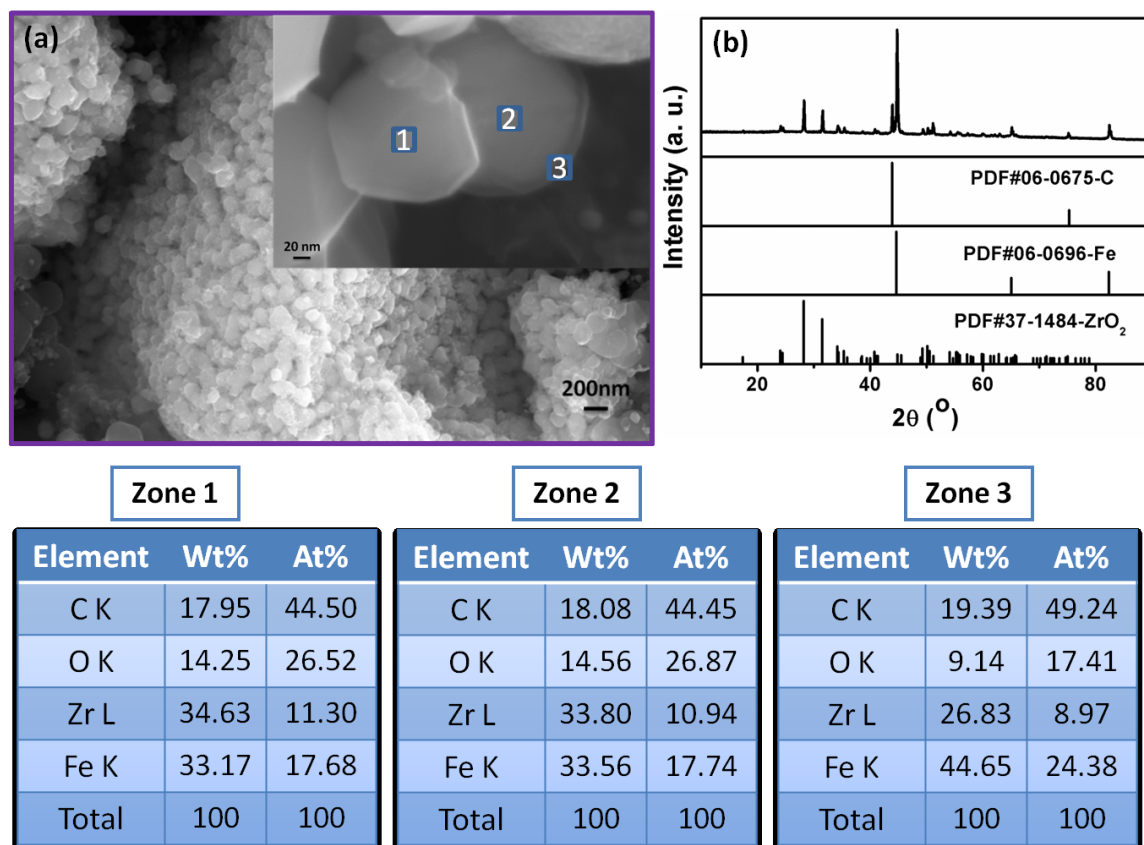 (a)
1
2
3
20 nm
200nm
(b)
Intensity (a. u.)
PDF#06-0675-C
PDF#06-0696-Fe
PDF#37-1484-ZrO₂
20 40 60 80
2θ (°)
Zone 1
Element Wt% At%
C K 17.95 44.50
O K 14.25 26.52
Zr L 34.63 11.30
Fe K 33.17 17.68
Total 100 100
Zone 2
Element Wt% At%
C K 18.08 44.45
O K 14.56 26.87
Zr L 33.80 10.94
Fe K 33.56 17.74
Total 100 100
Zone 3
Element Wt% At%
C K 19.39 49.24
O K 9.14 17.41
Zr L 26.83 8.97
Fe K 44.65 24.38
Total 100 100